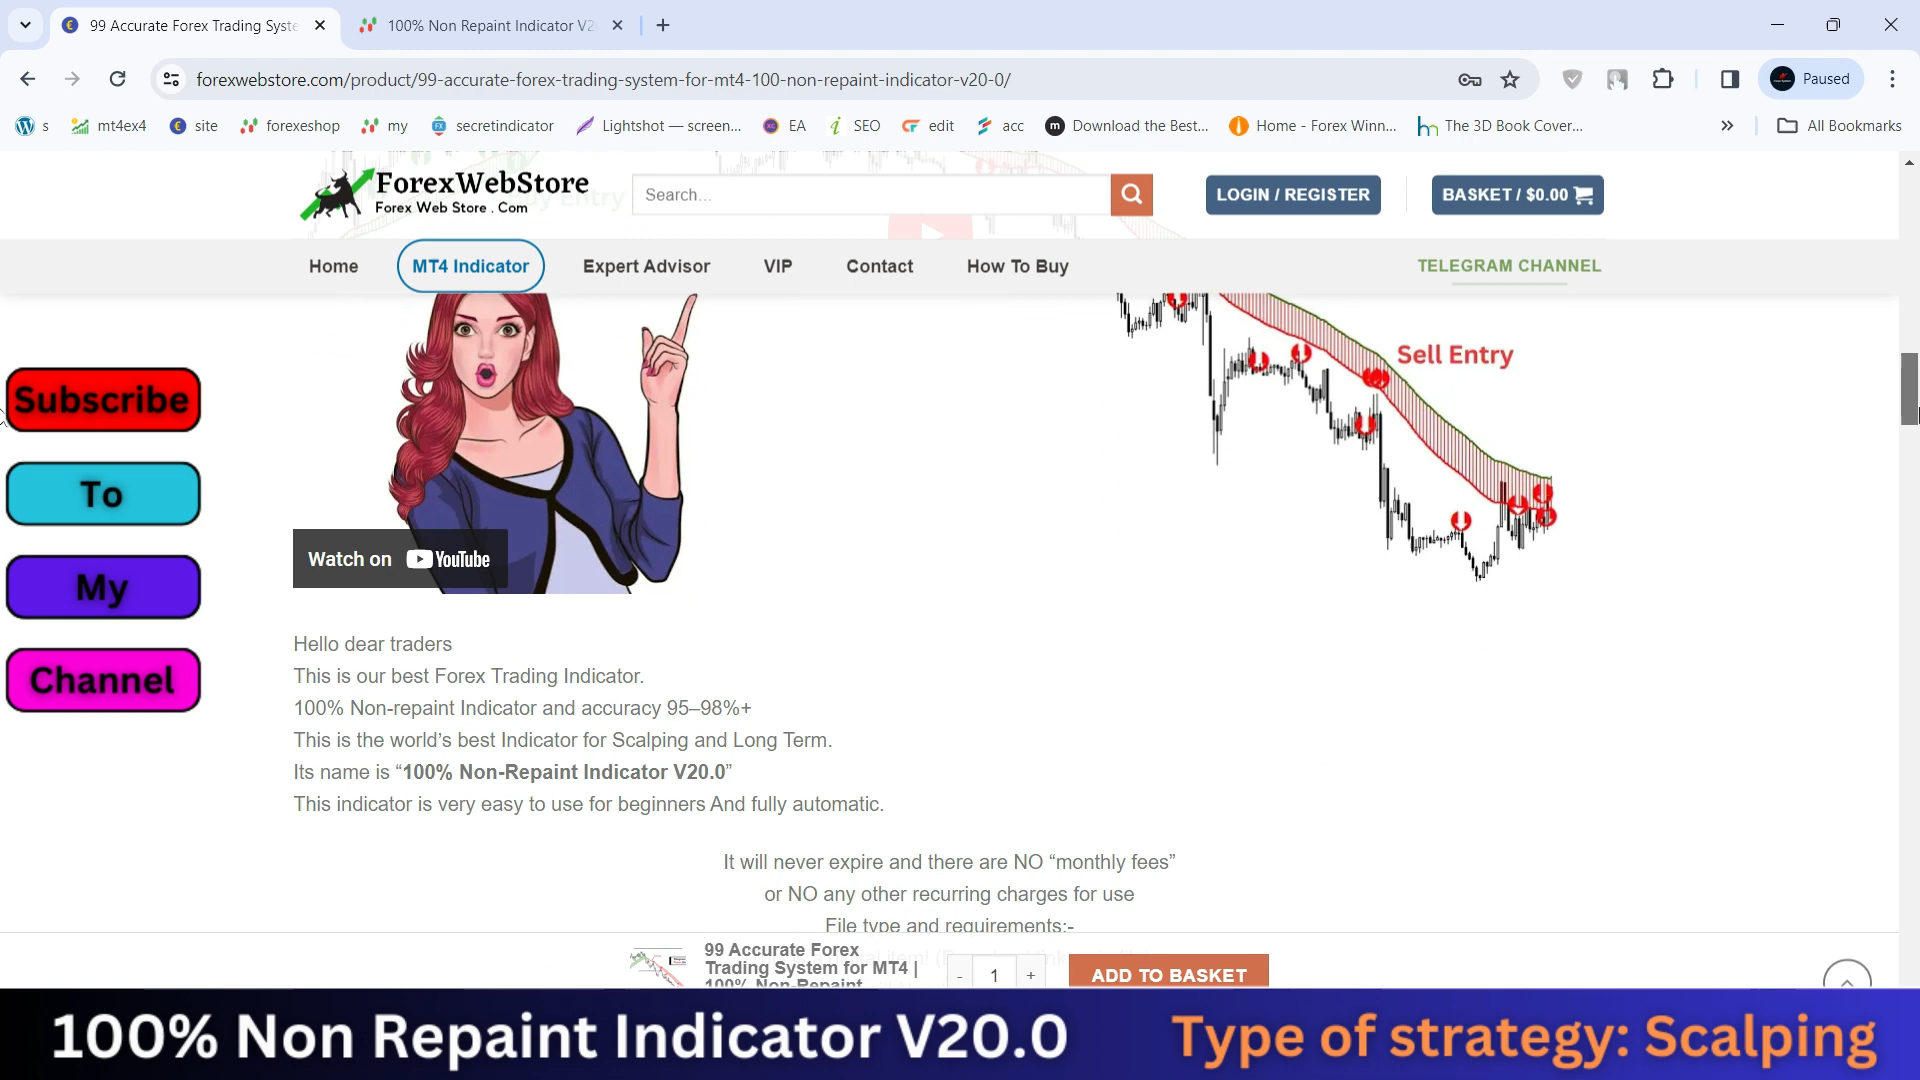 99 Accurate Forex Trading Syste
100% Non Repaint Indicator V2
forexwebstore.com/product/99-accurate-forex-trading-system-for-mt4-100-non-repaint-indicator-v20-0/
Paused
s
mt4ex4
site
forexeshop
my
secretindicator
Lightshot — screen...
EA
SEO
edit
acc
Download the Best...
Home - Forex Winn...
The 3D Book Cover...
All Bookmarks
ForexWebStore
Forex Web Store . Com
Search...
LOGIN / REGISTER
BASKET / $0.00
Home
MT4 Indicator
Expert Advisor
VIP
Contact
How To Buy
TELEGRAM CHANNEL
Sell Entry
Subscribe
To
My
Channel
Watch on YouTube
Hello dear traders
This is our best Forex Trading Indicator.
100% Non-repaint Indicator and accuracy 95–98%+
This is the world’s best Indicator for Scalping and Long Term.
Its name is “100% Non-Repaint Indicator V20.0”
This indicator is very easy to use for beginners And fully automatic.
It will never expire and there are NO “monthly fees”
or NO any other recurring charges for use
File type and requirements:-
99 Accurate Forex
Trading System for MT4 |
100% Non-Repaint
- 1 +
ADD TO BASKET
100% Non Repaint Indicator V20.0
Type of strategy: Scalping